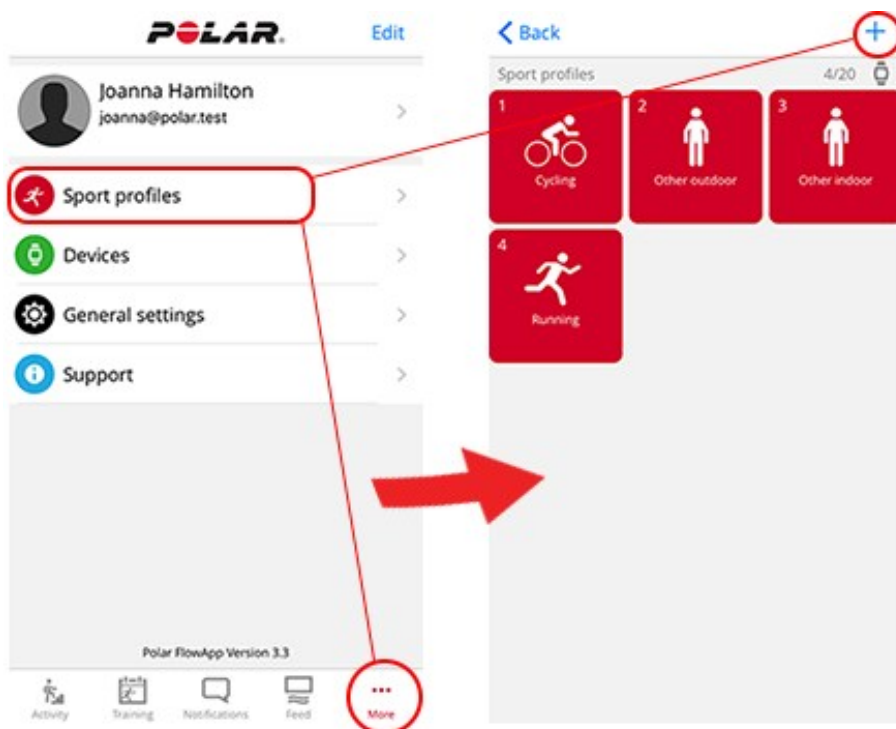 POLAR.
Edit
Joanna Hamilton
joanna@polar.test
Sport profiles
Devices
General settings
Support
Polar FlowApp Version 3.3
Activity
Training
Notifications
Feed
More
Back
+
Sport profiles
4/20
1
Cycling
2
Other outdoor
3
Other indoor
4
Running